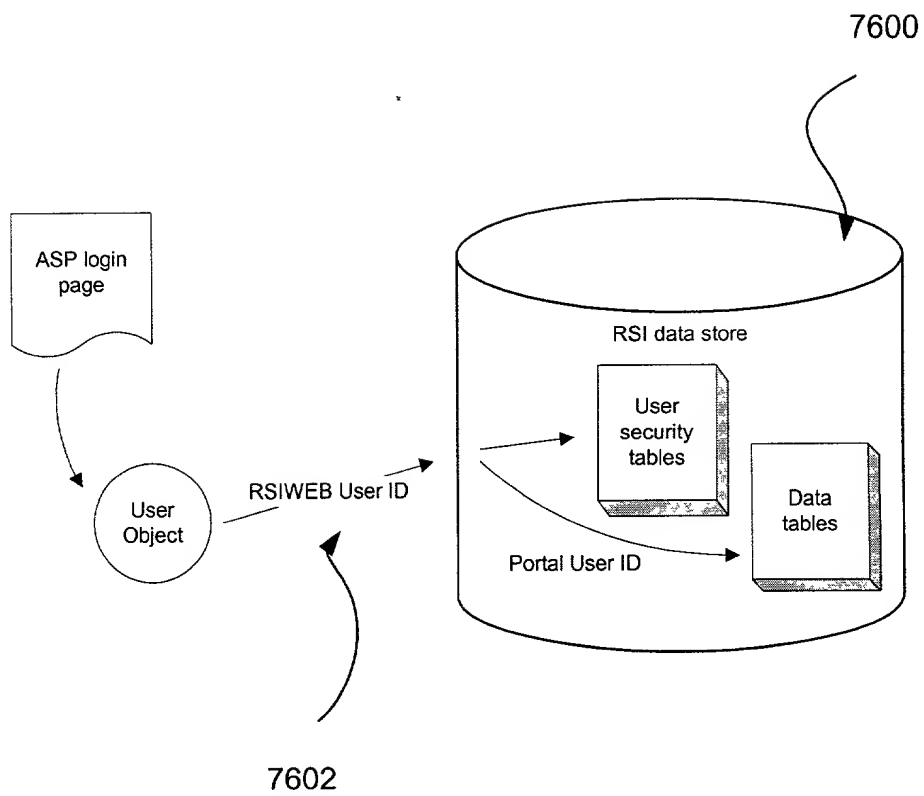 7600
ASP login
page
RSI data store
User
security
tables
RSIWEB User ID
User
Object
Data
tables
Portal User ID
7602